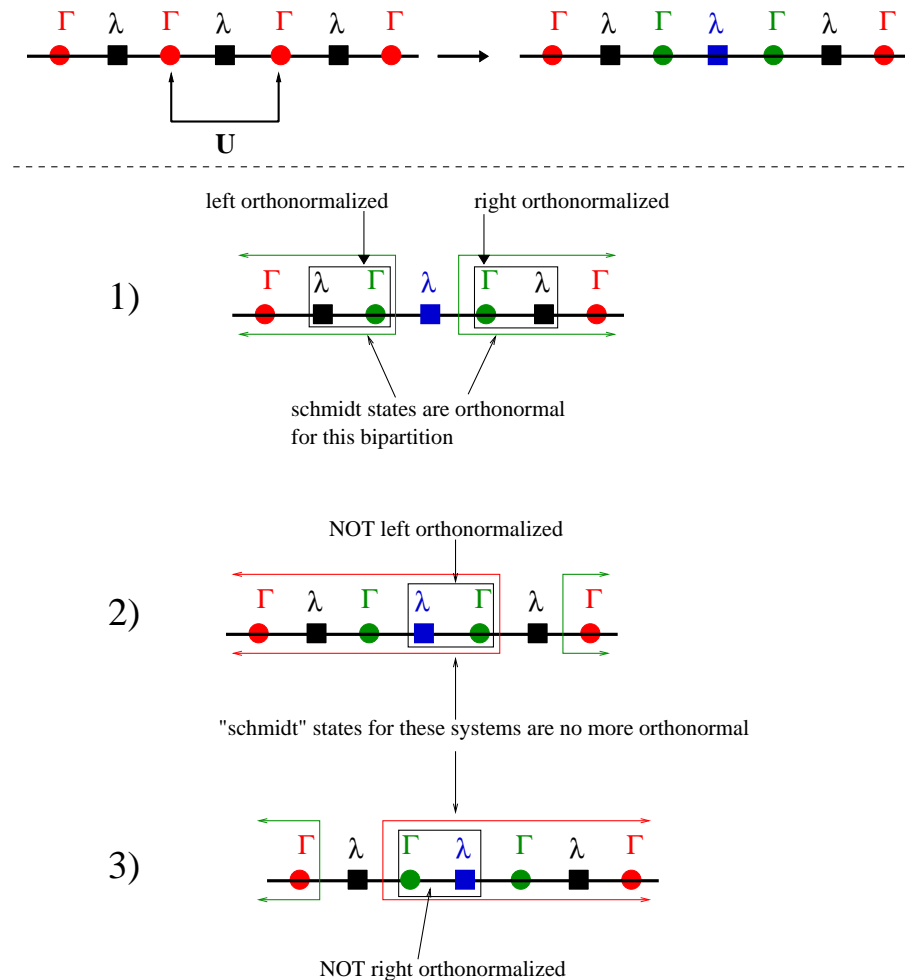 Γ λ Γ λ Γ λ Γ Γ λ Γ λ Γ λ Γ
U
left orthonormalized right orthonormalized
1) Γ λ Γ λ Γ λ Γ
schmidt states are orthonormal
for this bipartition
NOT left orthonormalized
2) Γ λ Γ λ Γ λ Γ
"schmidt" states for these systems are no more orthonormal
3) Γ λ Γ λ Γ λ Γ
NOT right orthonormalized